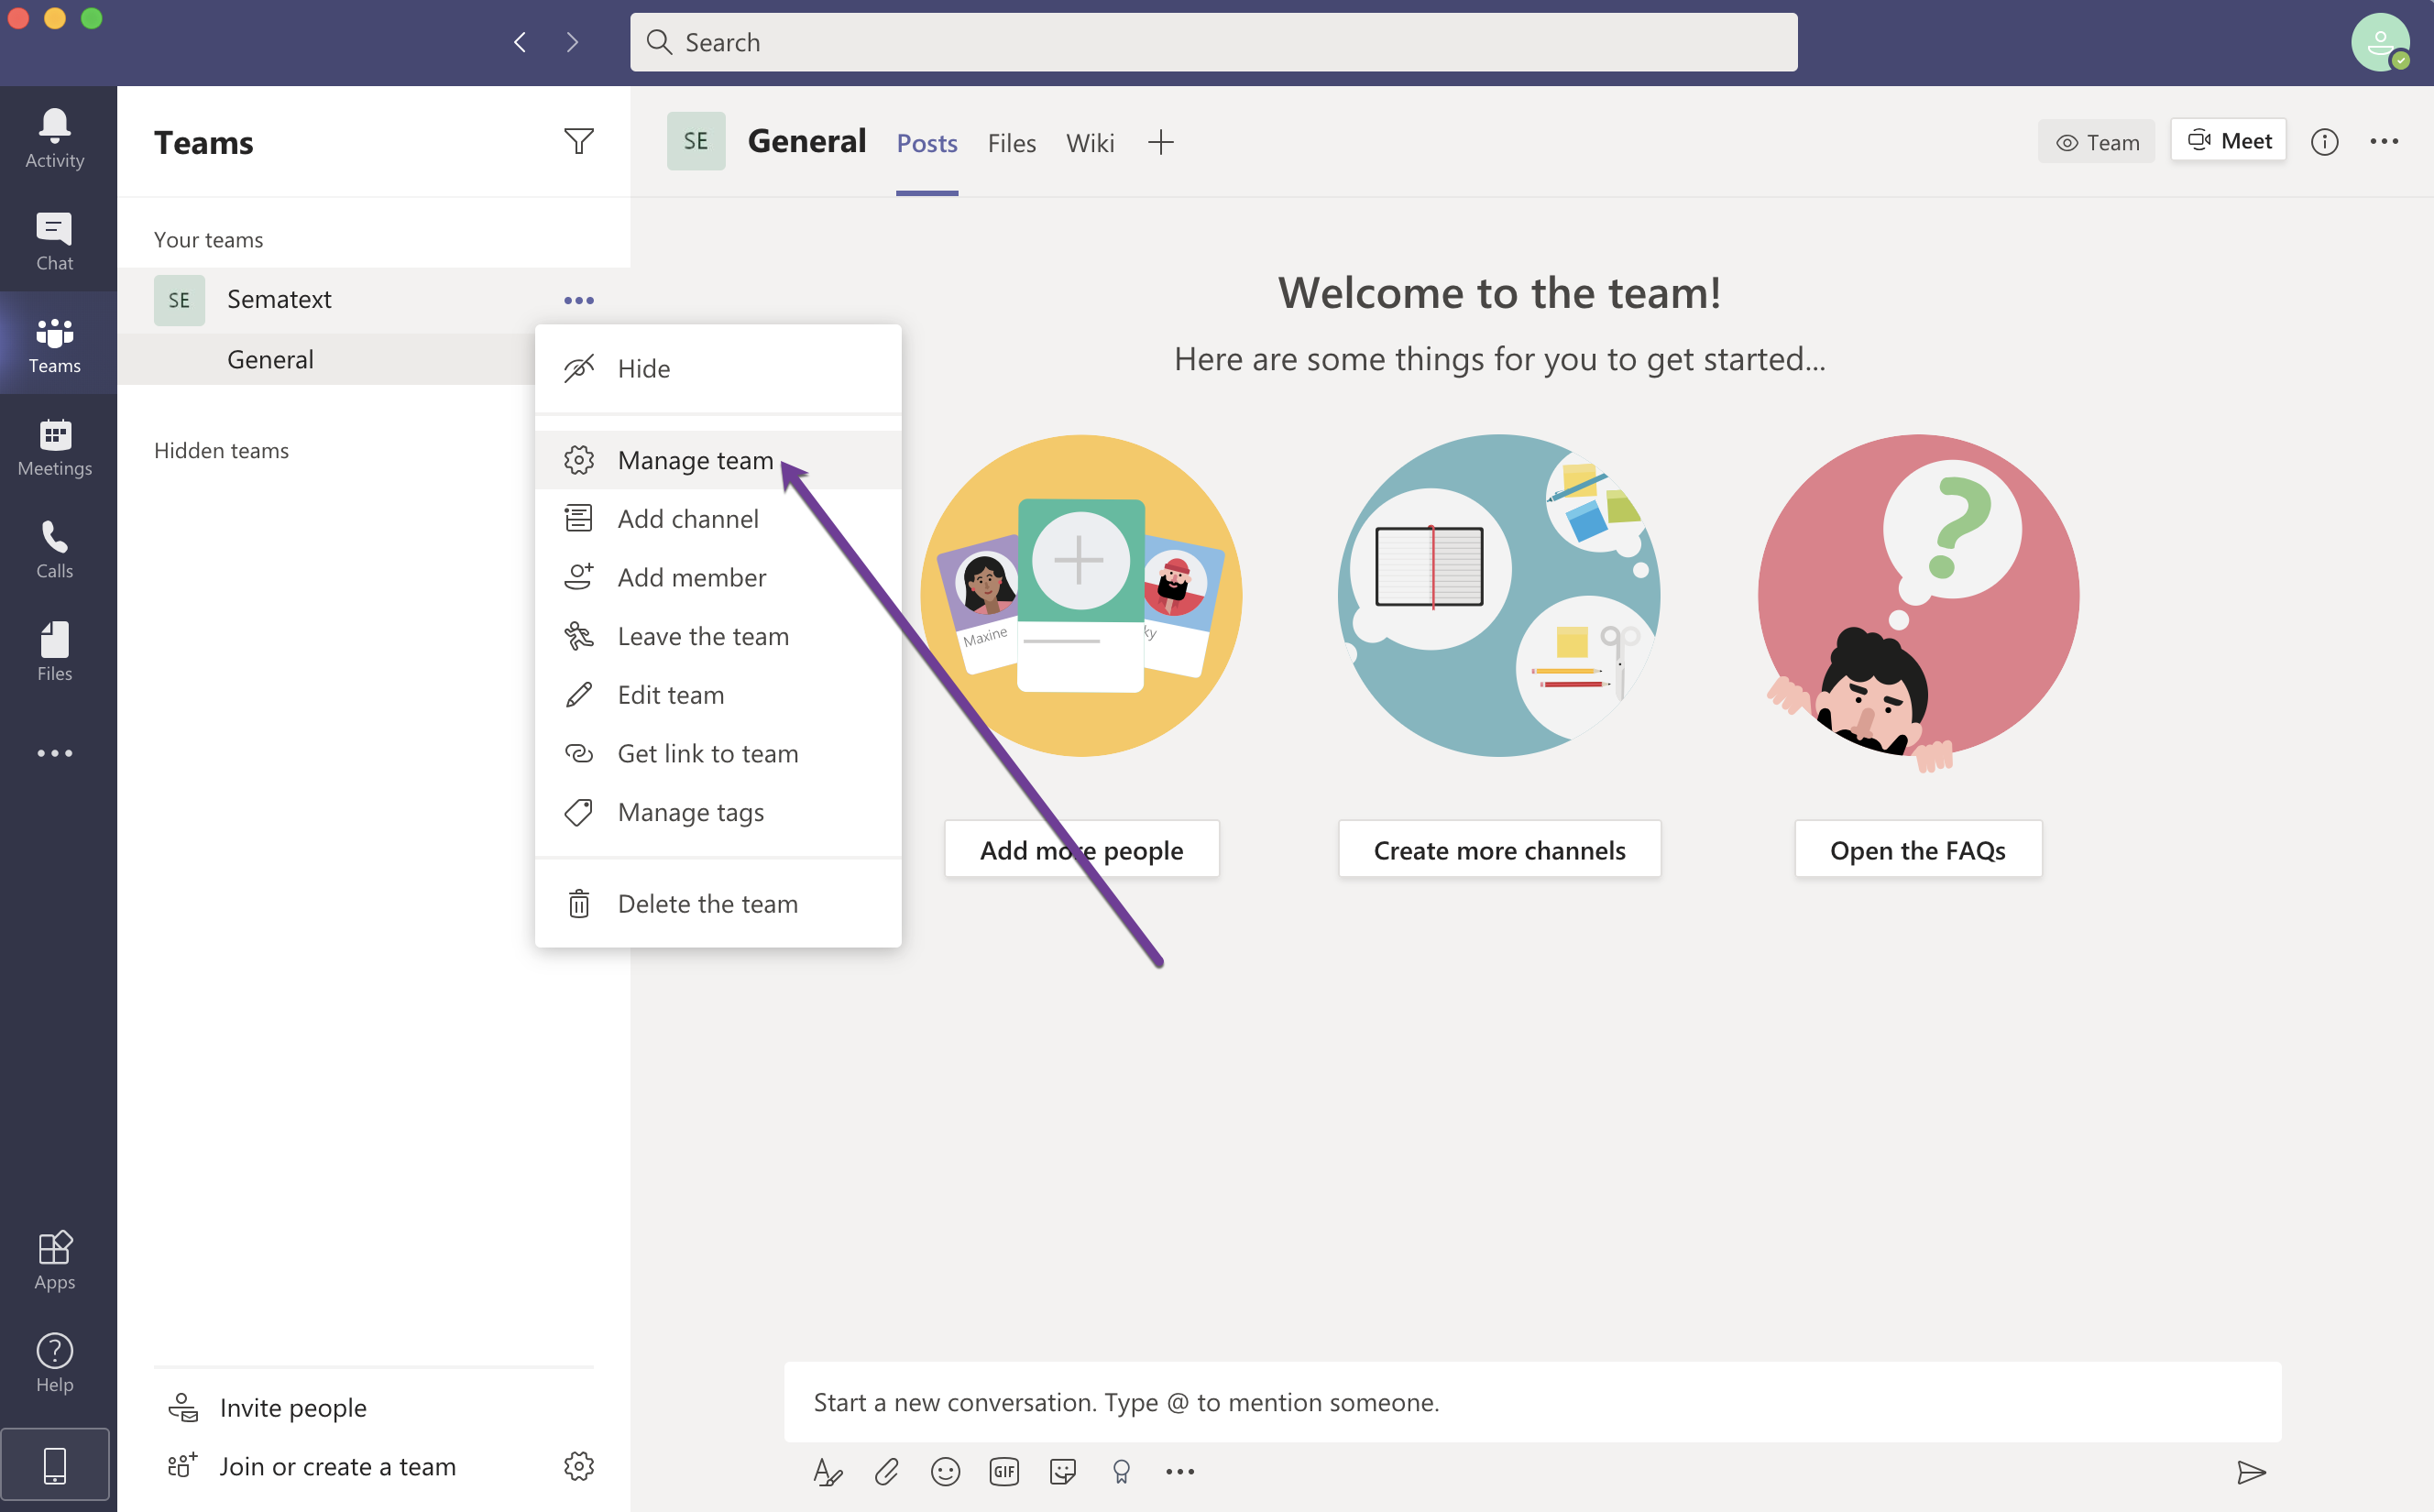 Search
Activity
Chat
Teams
Meetings
Calls
Files
Apps
Help
Teams
Your teams
SE Sematext
General
Hidden teams
Hide
Manage team
Add channel
Add member
Leave the team
Edit team
Get link to team
Manage tags
Delete the team
Invite people
Join or create a team
SE General Posts Files Wiki
Team Meet
Welcome to the team!
Here are some things for you to get started...
Maxine
ky
Add more people
Create more channels
Open the FAQs
Start a new conversation. Type @ to mention someone.
GIF